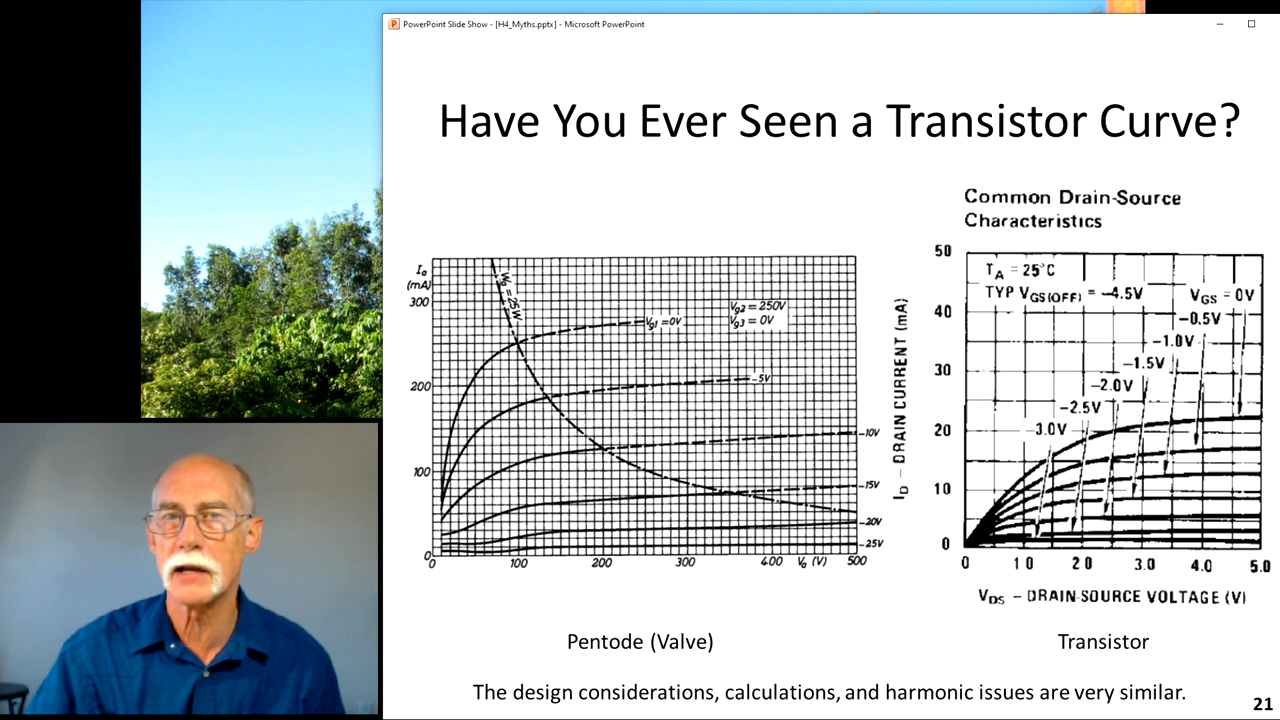 PowerPoint Slide Show - [H4_Myths.pptx] - Microsoft PowerPoint
Have You Ever Seen a Transistor Curve?
Common Drain-Source
Characteristics
Ia
(mA)
300
200
100
0
Wa = 25W
Vg2 = 250V
Vg3 = 0V
Vg1 = 0V
-5V
-10V
-15V
-20V
-25V
0
100
200
300
400
Va (V)
500
ID – DRAIN CURRENT (mA)
50
40
30
20
10
0
TA = 25°C
TYP VGS(OFF) = -4.5V
VGS = 0V
-0.5V
-1.0V
-1.5V
-2.0V
-2.5V
3.0V
0
1 0
2 0
3.0
4.0
5.0
VDS – DRAIN-SOURCE VOLTAGE (V)
Pentode (Valve)
Transistor
The design considerations, calculations, and harmonic issues are very similar.
21